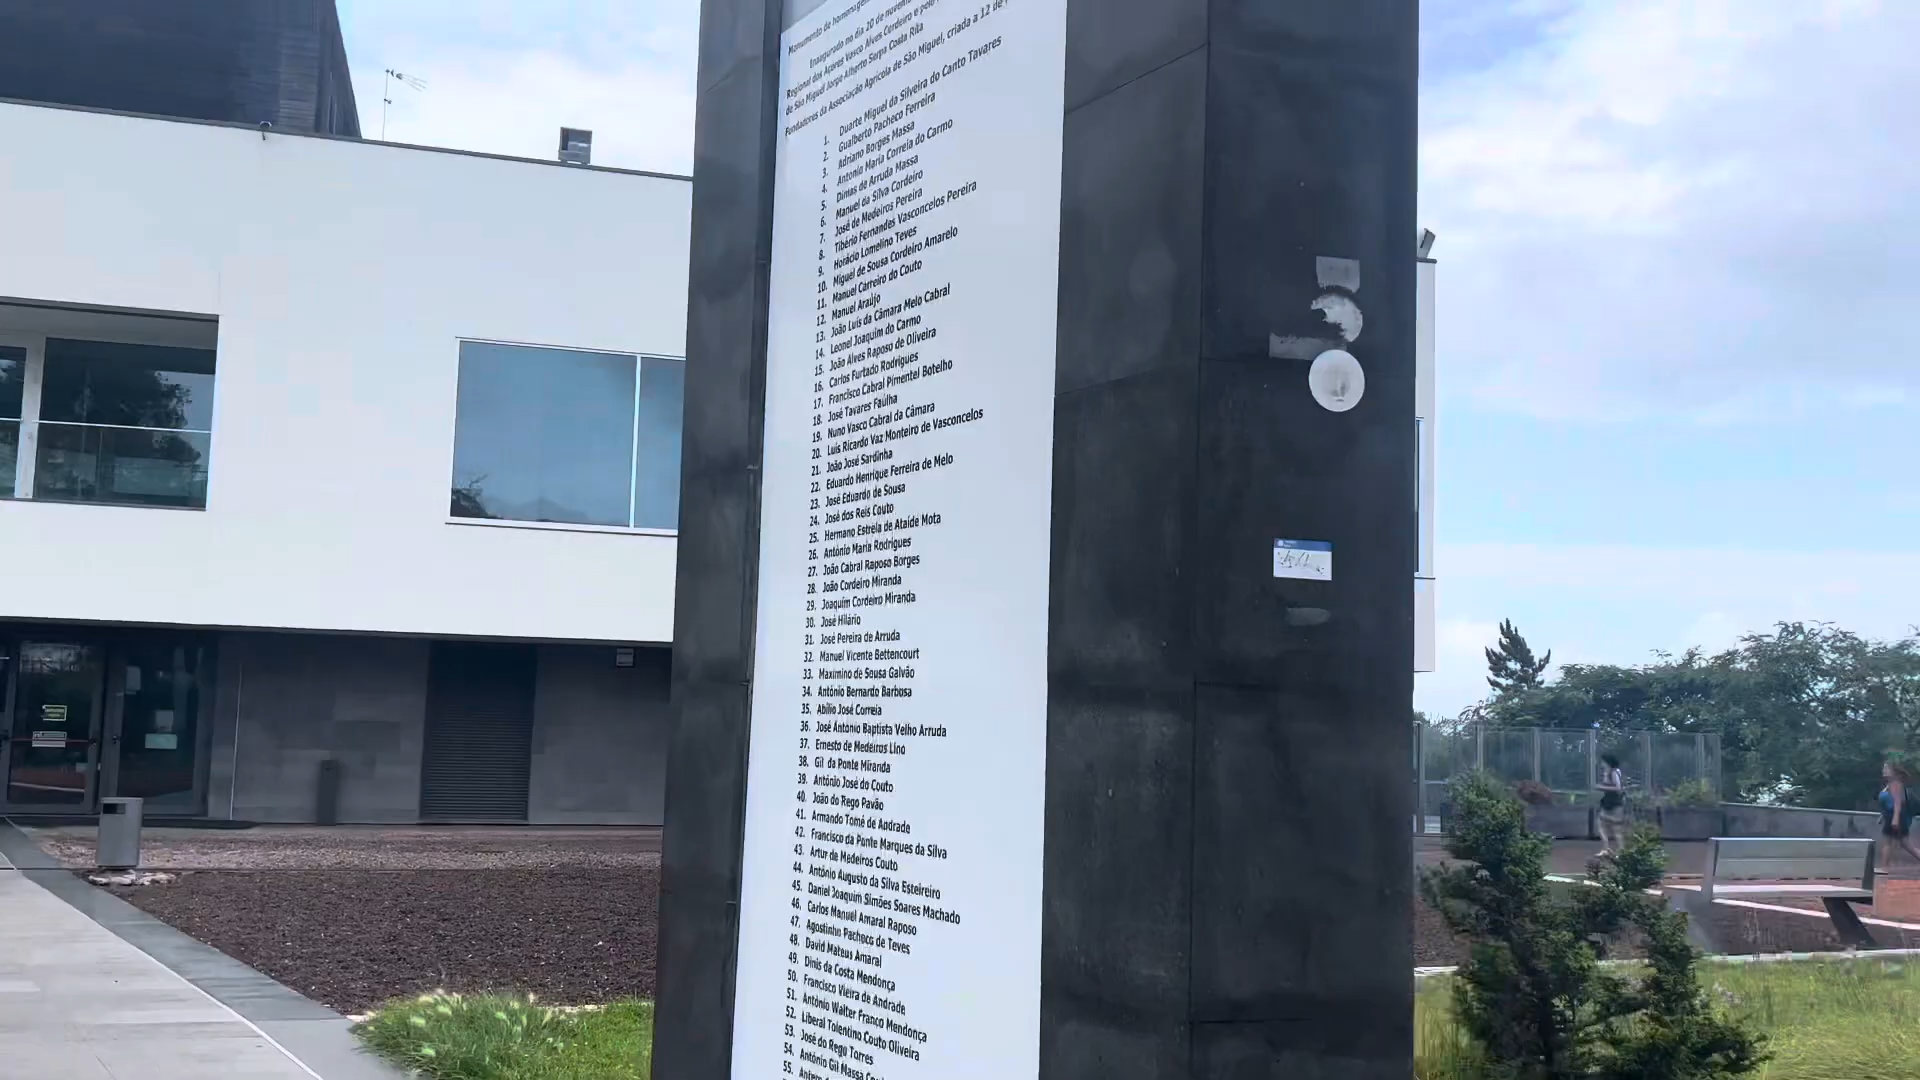 Monumento de homenagem
Inaugurado no dia 20 de novem
Regional dos Açores Vasco Alves Cordeiro e pelo
de São Miguel Jorge Alberto Serpa Costa Rita
Fundadores da Associação Agrícola de São Miguel, criada a 12 de
1. Duarte Miguel da Silveira do Canto Tavares
2. Gualberto Pacheco Ferreira
3. Adriano Borges Massa
4. Antonio Maria Correia do Carmo
5. Dimas de Arruda Massa
6. Manuel da Silva Cordeiro
7. José de Medeiros Pereira
8. Tibério Fernandes Vasconcelos Pereira
9. Horácio Lomelino Teves
10. Miguel de Sousa Cordeiro Amarelo
11. Manuel Carreiro do Couto
12. Manuel Araújo
13. João Luís da Câmara Melo Cabral
14. Leonel Joaquim do Carmo
15. João Alves Raposo de Oliveira
16. Carlos Furtado Rodrigues
17. Francisco Cabral Pimentel Botelho
18. José Tavares Faúlha
19. Nuno Vasco Cabral da Câmara
20. Luís Ricardo Vaz Monteiro de Vasconcelos
21. João José Sardinha
22. Eduardo Henrique Ferreira de Melo
23. José Eduardo de Sousa
24. José dos Reis Couto
25. Hermano Estrela de Ataíde Mota
26. António Maria Rodrigues
27. João Cabral Raposo Borges
28. João Cordeiro Miranda
29. Joaquim Cordeiro Miranda
30. José Hilário
31. José Pereira de Arruda
32. Manuel Vicente Bettencourt
33. Maximino de Sousa Galvão
34. António Bernardo Barbosa
35. Abílio José Correia
36. José António Baptista Velho Arruda
37. Ernesto de Medeiros Lino
38. Gil da Ponte Miranda
39. António José do Couto
40. João do Rego Pavão
41. Armando Tomé de Andrade
42. Francisco da Ponte Marques da Silva
43. Artur de Medeiros Couto
44. António Augusto da Silva Esteireiro
45. Daniel Joaquim Simões Soares Machado
46. Carlos Manuel Amaral Raposo
47. Agostinho Pacheco de Teves
48. David Mateus Amaral
49. Dinis da Costa Mendonça
50. Francisco Vieira de Andrade
51. António Walter Franco Mendonça
52. Liberal Tolentino Couto Oliveira
53. José do Rego Torres
54. António Gil Massa
55.